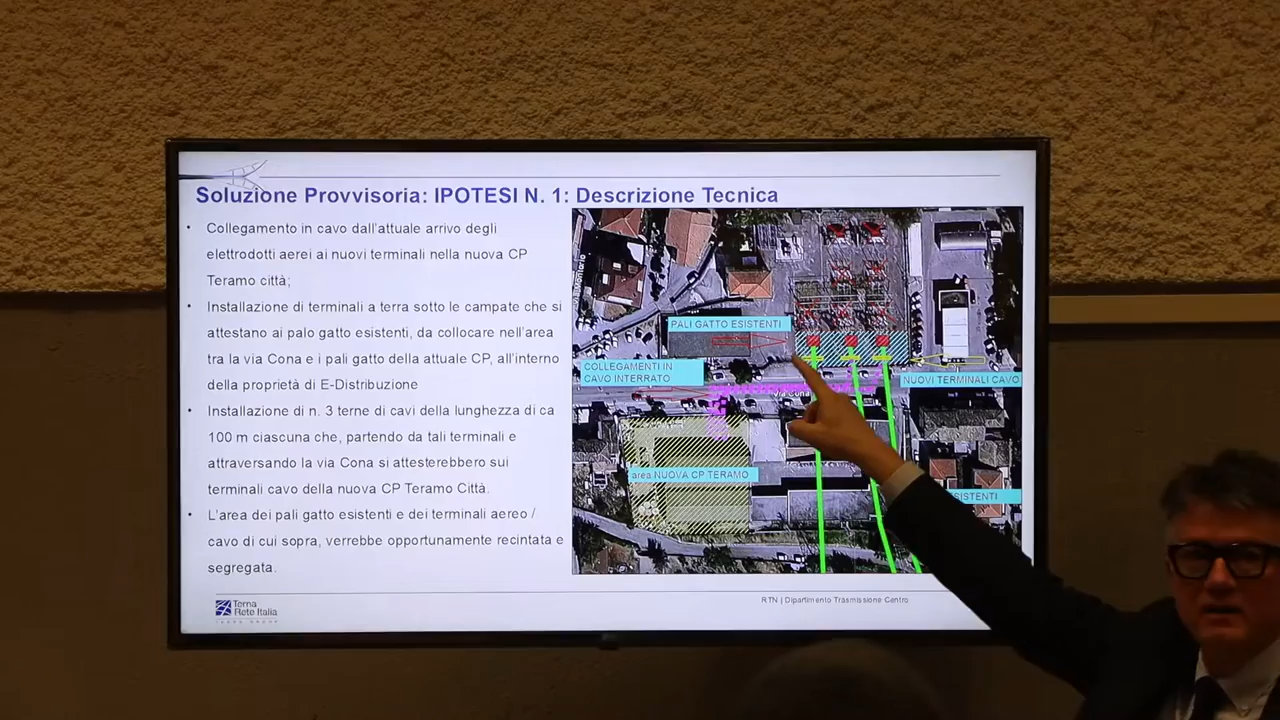 Soluzione Provvisoria: IPOTESI N. 1: Descrizione Tecnica
• Collegamento in cavo dall'attuale arrivo degli
elettrodotti aerei ai nuovi terminali nella nuova CP
Teramo città;
• Installazione di terminali a terra sotto le campate che si
attestano ai palo gatto esistenti, da collocare nell'area
tra la via Cona e i pali gatto della attuale CP, all'interno
della proprietà di E-Distribuzione
• Installazione di n. 3 terne di cavi della lunghezza di ca
100 m ciascuna che, partendo da tali terminali e
attraversando la via Cona si attesterebbero sui
terminali cavo della nuova CP Teramo Città.
• L'area dei pali gatto esistenti e dei terminali aereo /
cavo di cui sopra, verrebbe opportunamente recintata e
segregata.
PALI GATTO ESISTENTI
COLLEGAMENTI IN
CAVO INTERRATO
NUOVI TERMINALI CAVO
Via Cona
area NUOVA CP TERAMO
ESISTENTI
Terna
Rete Italia
RTN | Dipartimento Trasmissione Centro